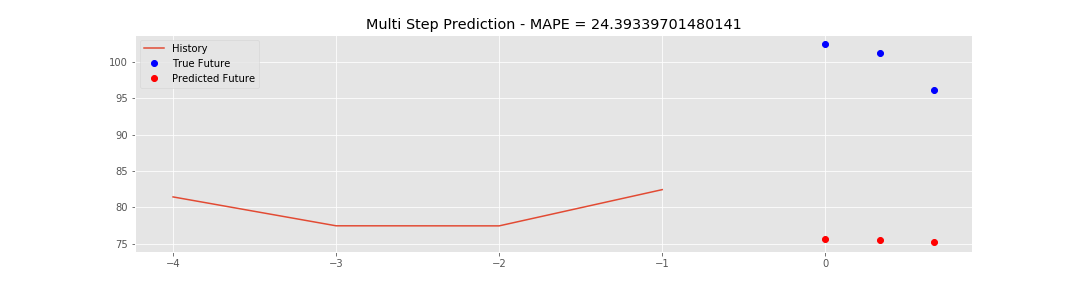 Multi Step Prediction - MAPE = 24.39339701480141
History
True Future
Predicted Future
100
95
90
85
80
75
−4
−3
−2
−1
0